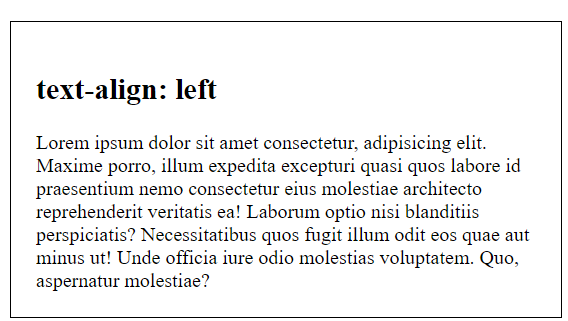 text-align: left
Lorem ipsum dolor sit amet consectetur, adipisicing elit.
Maxime porro, illum expedita excepturi quasi quos labore id
praesentium nemo consectetur eius molestiae architecto
reprehenderit veritatis ea! Laborum optio nisi blanditiis
perspiciatis? Necessitatibus quos fugit illum odit eos quae aut
minus ut! Unde officia iure odio molestias voluptatem. Quo,
aspernatur molestiae?